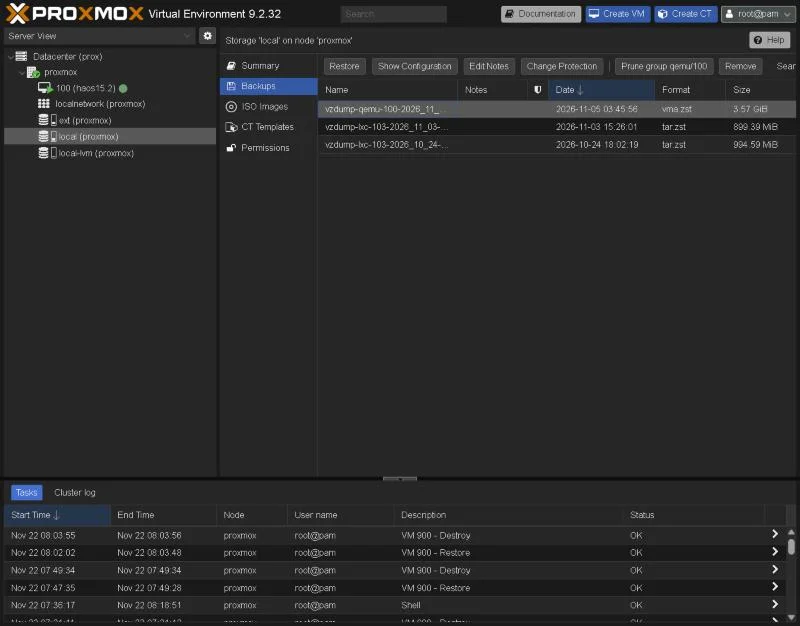 PROXMOX Virtual Environment 9.2.32 Search Documentation Create VM Create CT root@pam
Server View
Storage 'local' on node 'proxmox' Help
Datacenter (prox)
proxmox
100 (haos15.2)
localnetwork (proxmox)
ext (proxmox)
local (proxmox)
local-lvm (proxmox)
Summary
Backups
ISO Images
CT Templates
Permissions
Restore Show Configuration Edit Notes Change Protection Prune group qemu/100 Remove Sear
Name Notes Date Format Size
vzdump-qemu-100-2026_11_... 2026-11-05 03:45:56 vma.zst 3.57 GiB
vzdump-lxc-103-2026_11_03-... 2026-11-03 15:26:01 tar.zst 899.39 MiB
vzdump-lxc-103-2026_10_24-... 2026-10-24 18:02:19 tar.zst 994.59 MiB
Tasks Cluster log
Start Time End Time Node User name Description Status
Nov 22 08:03:55 Nov 22 08:03:56 proxmox root@pam VM 900 - Destroy OK
Nov 22 08:02:02 Nov 22 08:03:48 proxmox root@pam VM 900 - Restore OK
Nov 22 07:49:34 Nov 22 07:49:34 proxmox root@pam VM 900 - Destroy OK
Nov 22 07:47:35 Nov 22 07:49:28 proxmox root@pam VM 900 - Restore OK
Nov 22 07:36:17 Nov 22 08:18:51 proxmox root@pam Shell OK